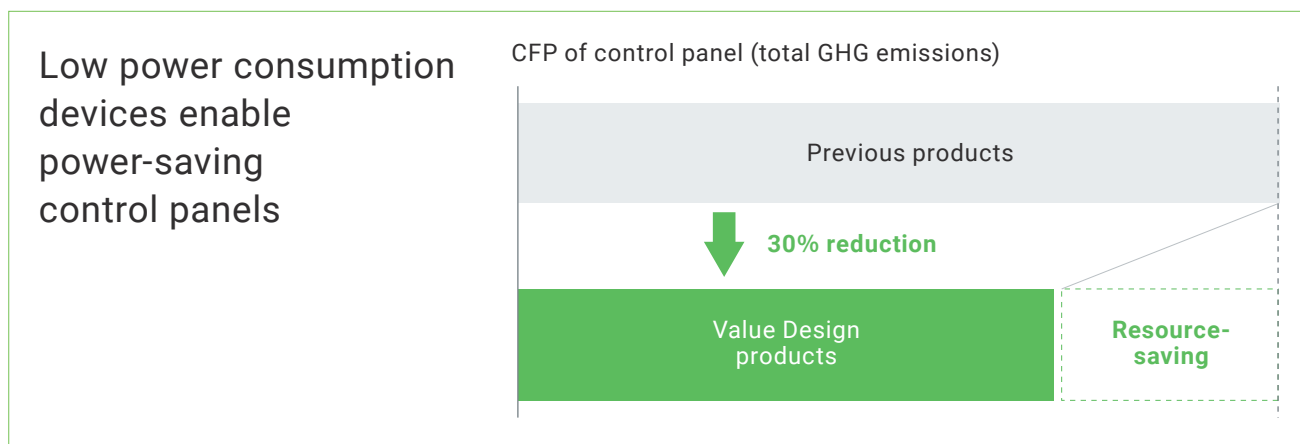 Low power consumption
devices enable
power-saving
control panels
CFP of control panel (total GHG emissions)
Previous products
30% reduction
Value Design
products
Resource-
saving